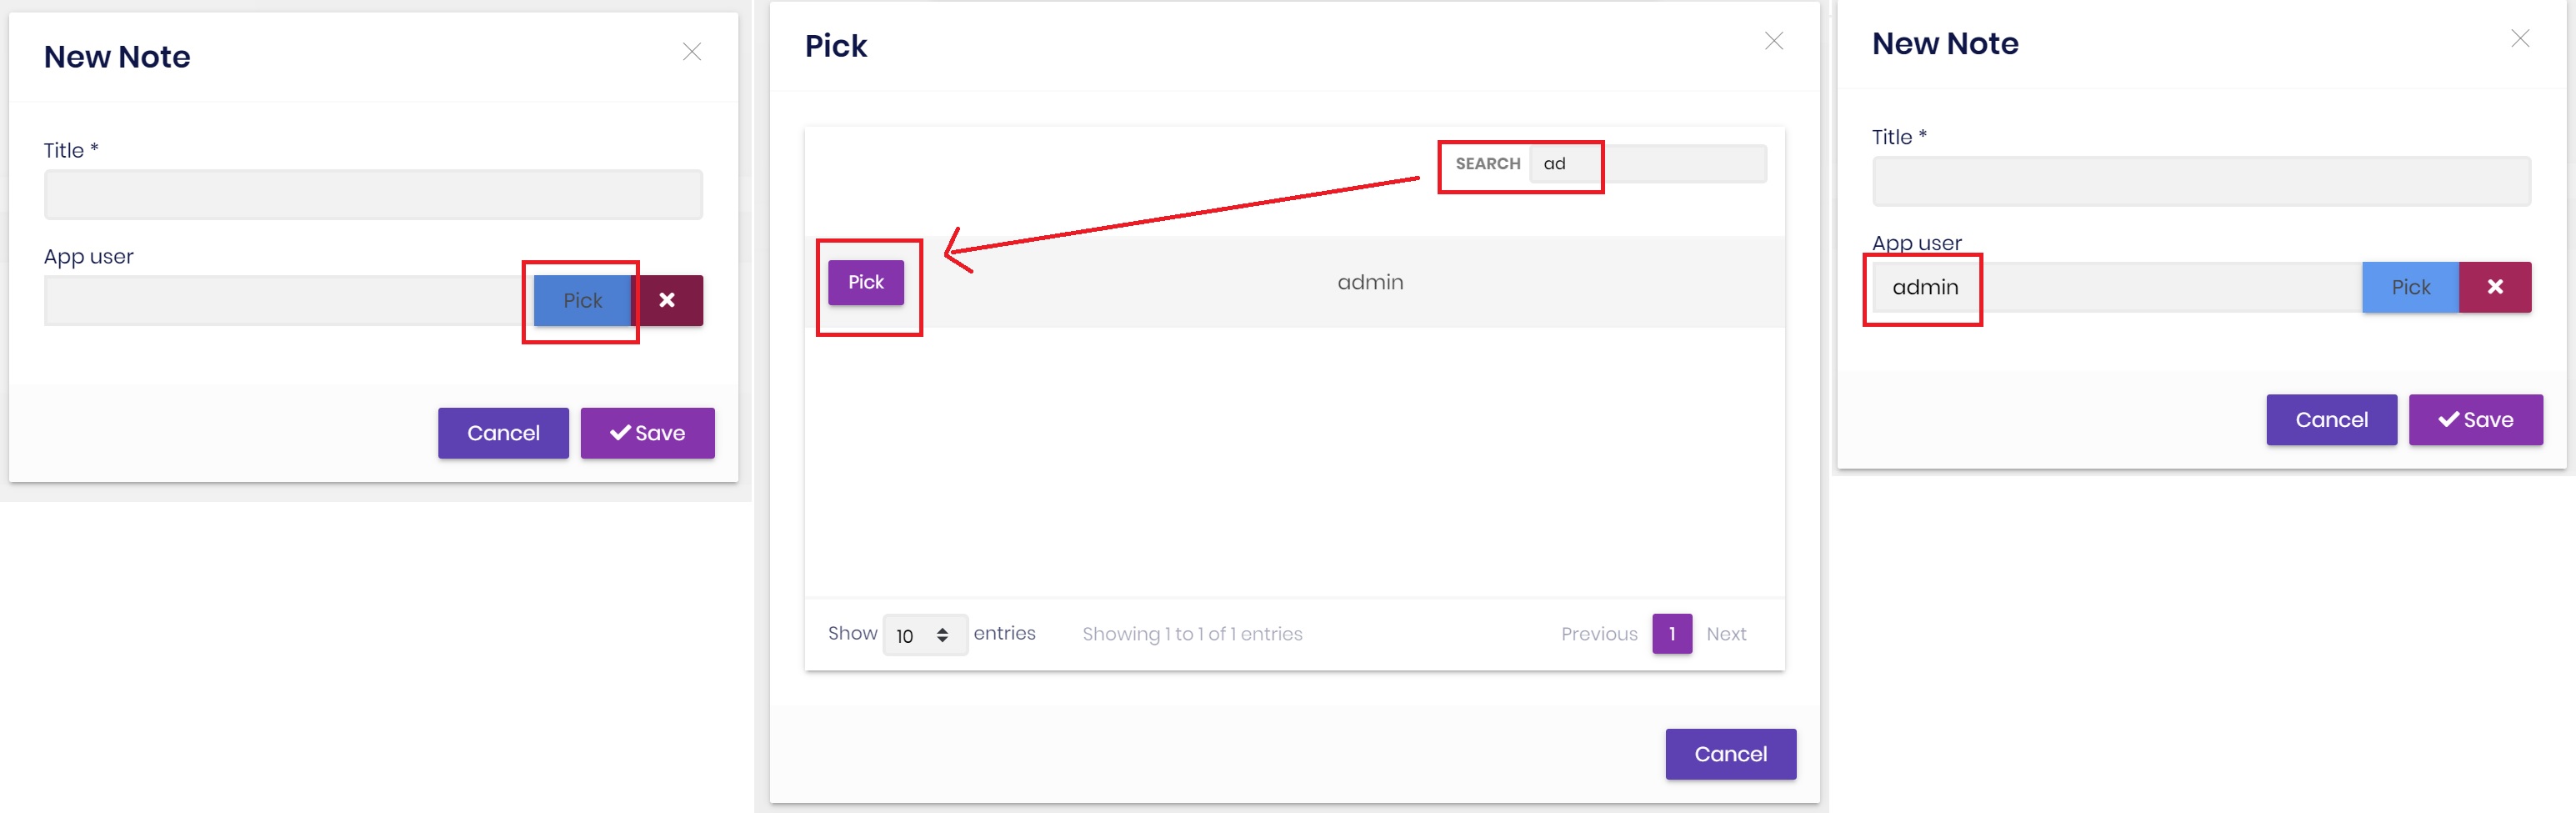 New Note
Title *
App user
Pick
Cancel
Save
Pick
SEARCH ad
Pick admin
Show 10 entries Showing 1 to 1 of 1 entries Previous 1 Next
Cancel
New Note
Title *
App user
admin Pick
Cancel
Save